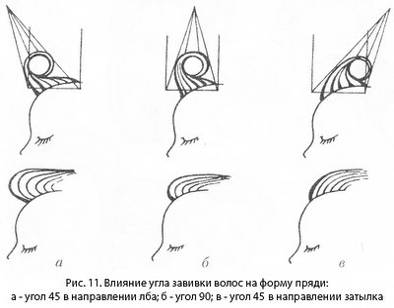 а б в
Рис. 11. Влияние угла завивки волос на форму пряди:
а - угол 45 в направлении лба; б - угол 90; в - угол 45 в направлении затылка